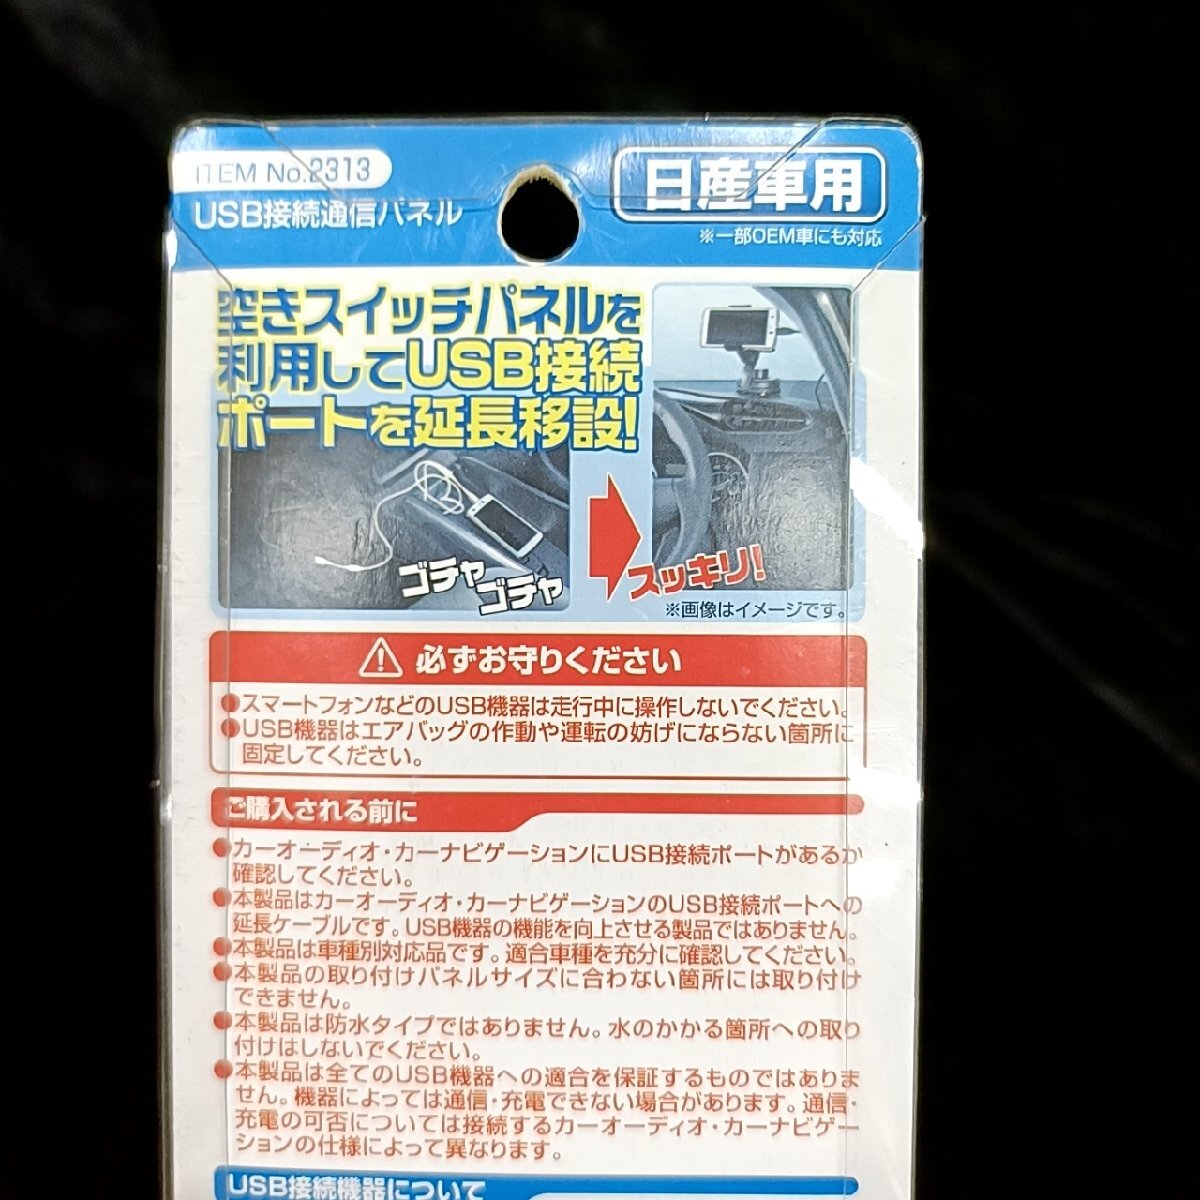 ITEM No.2313
USB接続通信パネル
日産車用
※一部OEM車にも対応
空きスイッチパネルを
利用してUSB接続
ポートを延長移設!
ゴチャ
ゴチャ
スッキリ!
※画像はイメージです。
必ずお守りください
●スマートフォンなどのUSB機器は走行中に操作しないでください。
●USB機器はエアバッグの作動や運転の妨げにならない箇所に
固定してください。
ご購入される前に
●カーオーディオ・カーナビゲーションにUSB接続ポートがあるか
確認してください。
●本製品はカーオーディオ・カーナビゲーションのUSB接続ポートへの
延長ケーブルです。USB機器の機能を向上させる製品ではありません。
●本製品は車種別対応品です。適合車種を充分に確認してください。
●本製品の取り付けパネルサイズに合わない箇所には取り付け
できません。
●本製品は防水タイプではありません。水のかかる箇所への取り
付けはしないでください。
●本製品は全てのUSB機器への適合を保証するものではありま
せん。機器によっては通信・充電できない場合があります。通信・
充電の可否については接続するカーオーディオ・カーナビゲー
ションの仕様によって異なります。
USB接続機器について